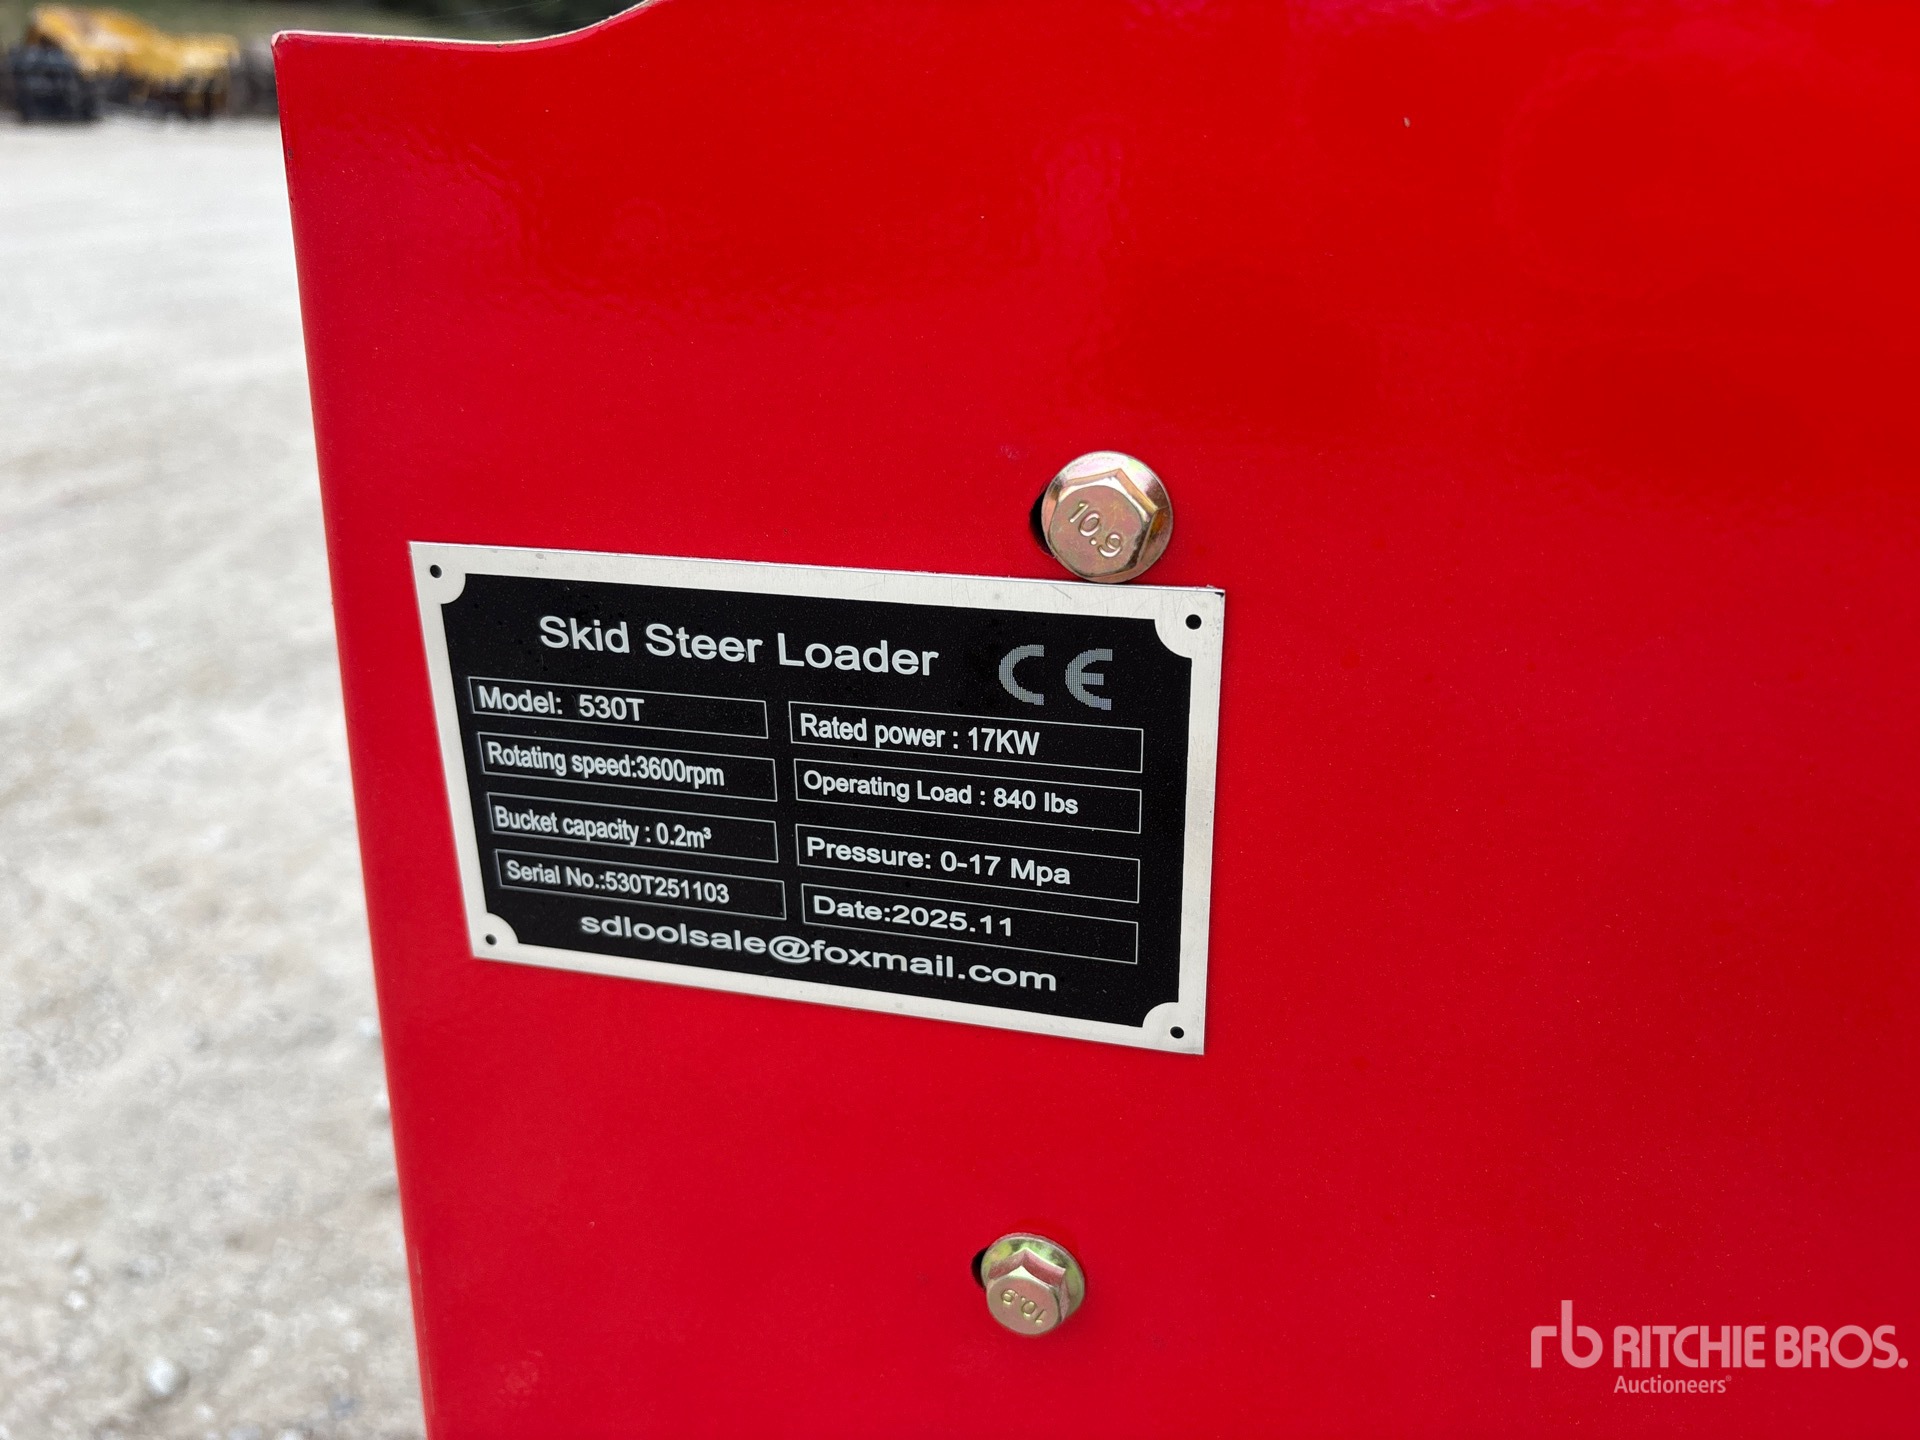 10.9
Skid Steer Loader CE
Model: 530T
Rated power : 17KW
Rotating speed:3600rpm
Operating Load : 840 lbs
Bucket capacity : 0.2m³
Pressure: 0-17 Mpa
Serial No.:530T251103
Date:2025.11
sdloolsale@foxmail.com
10.9
rb RITCHIE BROS.
Auctioneers®